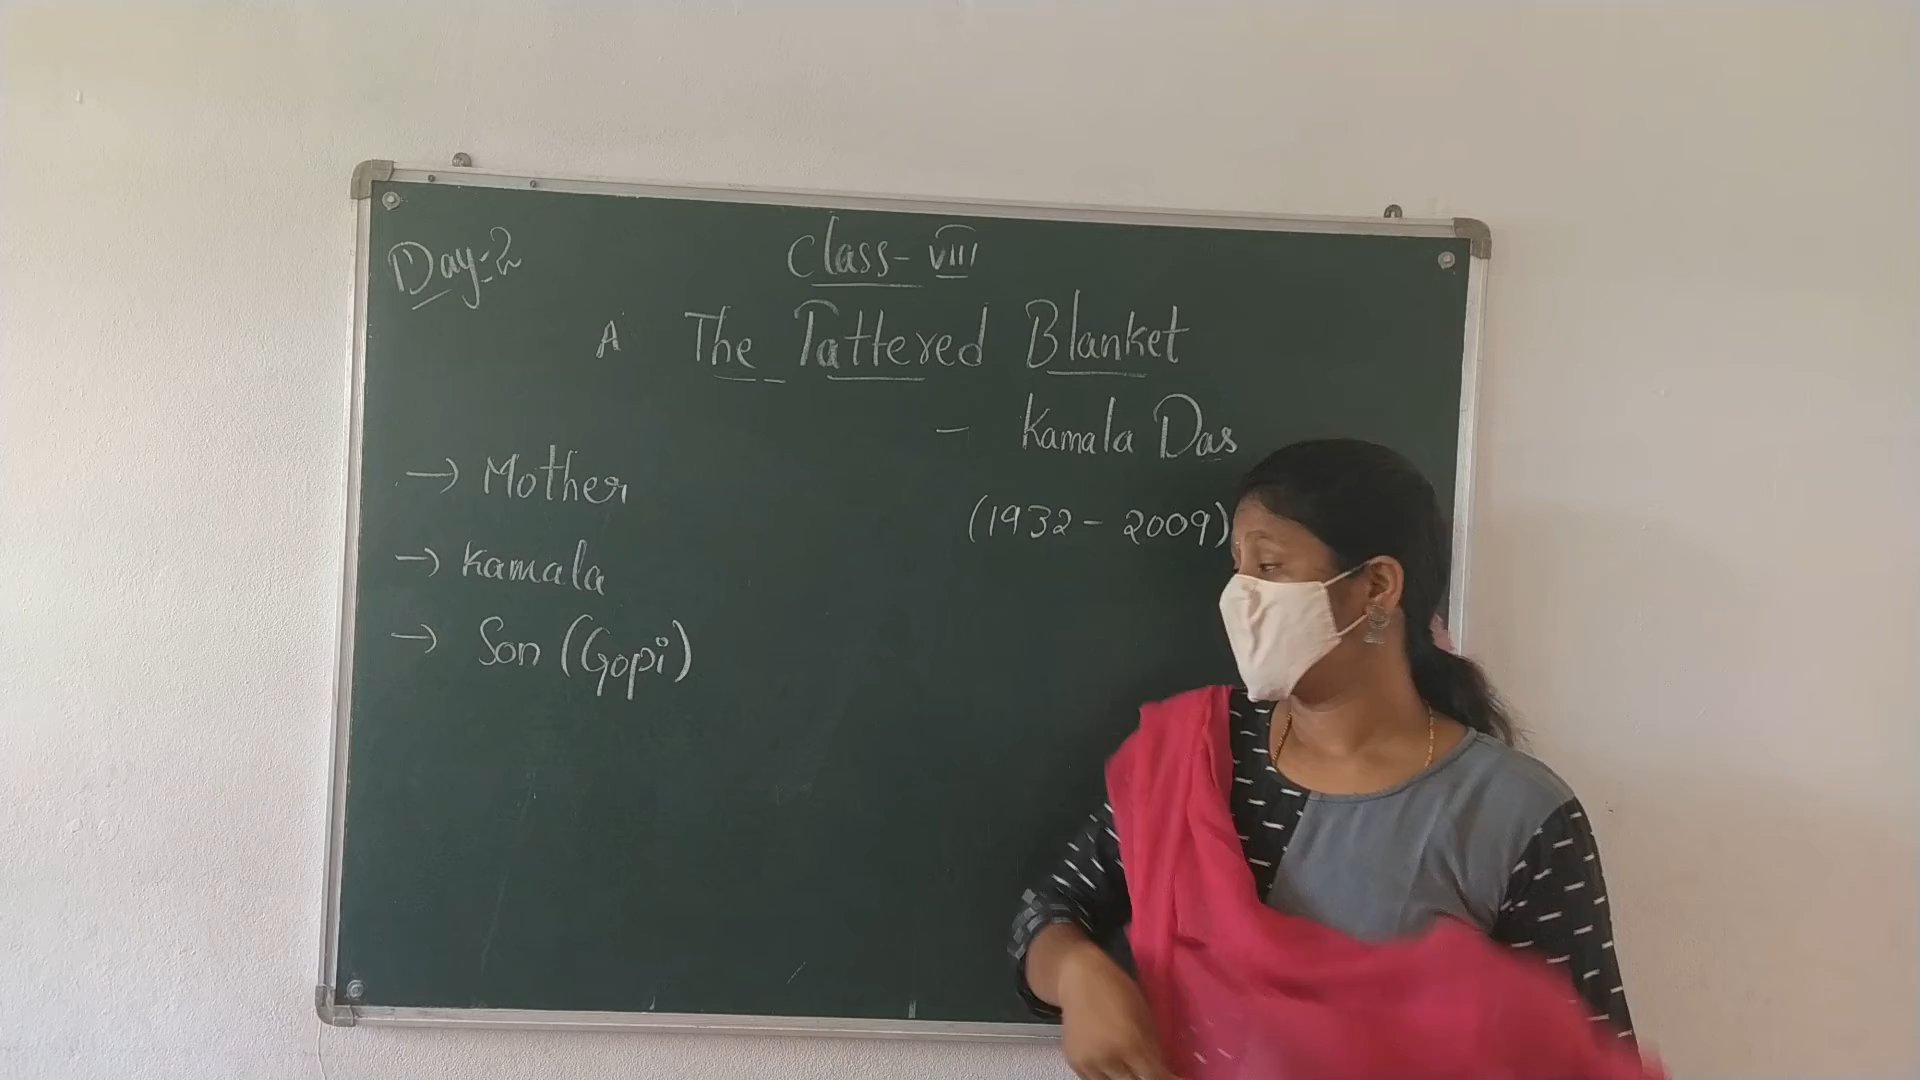 Day-2
Class- VIII
A The Tattered Blanket
- Kamala Das
(1932 - 2009)
→ Mother
→ Kamala
→ Son (Gopi)